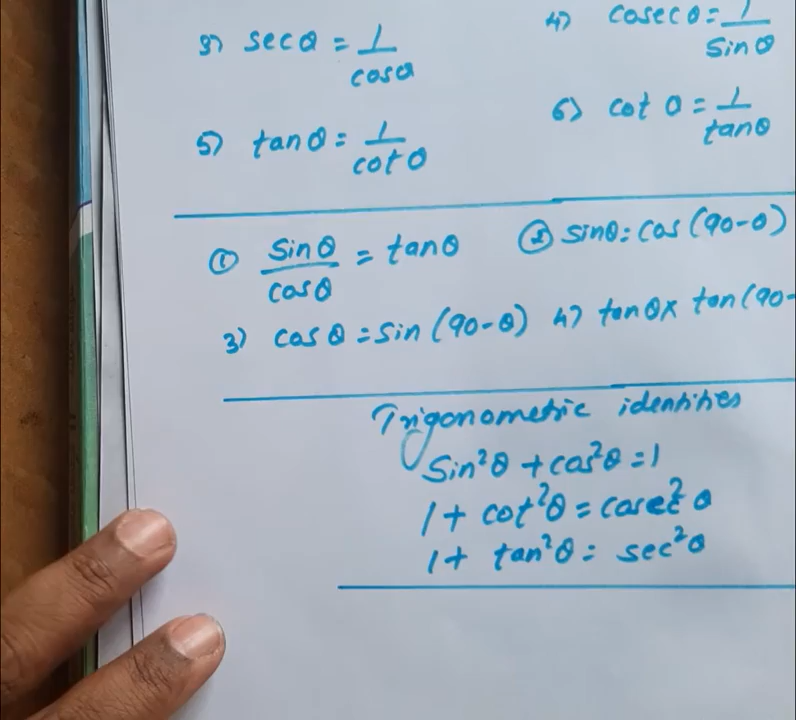 3) secθ = 1/cosθ
4) cosecθ = 1/sinθ
5) tanθ = 1/cotθ
6) cot θ = 1/tanθ
① sinθ/cosθ = tanθ
② sinθ = cos (90-θ)
3) cosθ = sin (90-θ)
4) tanθ x tan (90-
Trigonometric identities
sin²θ + cos²θ = 1
1 + cot²θ = cosec²θ
1 + tan²θ = sec²θ